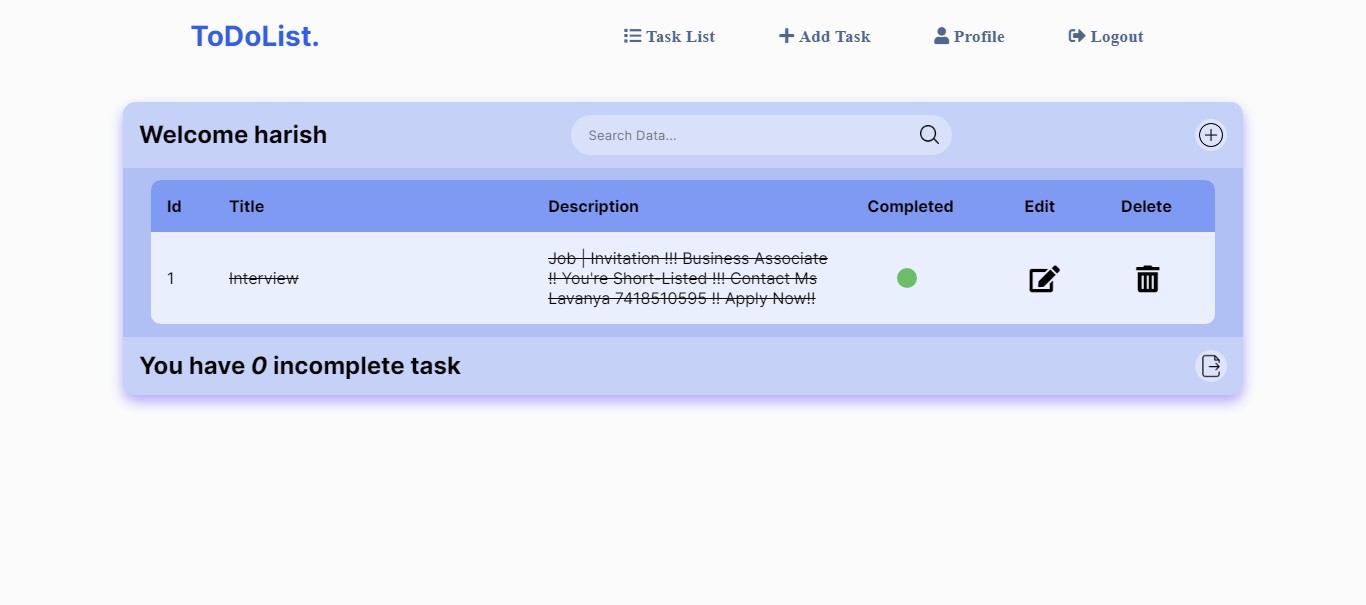 ToDoList.
Task List
Add Task
Profile
Logout
Welcome harish
Search Data...
Id
Title
Description
Completed
Edit
Delete
1
Interview
Job | Invitation !!! Business Associate
!! You're Short-Listed !!! Contact Ms
Lavanya 7418510595 !! Apply Now!!
You have 0 incomplete task